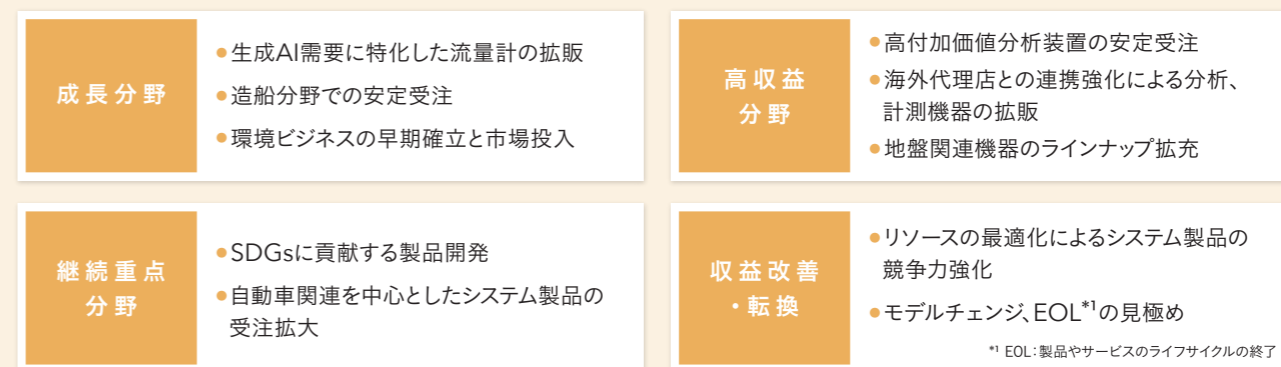 成長分野
●生成AI需要に特化した流量計の拡販
●造船分野での安定受注
●環境ビジネスの早期確立と市場投入
高収益
分野
●高付加価値分析装置の安定受注
●海外代理店との連携強化による分析、
計測機器の拡販
●地盤関連機器のラインナップ拡充
継続重点
分野
●SDGsに貢献する製品開発
●自動車関連を中心としたシステム製品の
受注拡大
収益改善
・転換
●リソースの最適化によるシステム製品の
競争力強化
●モデルチェンジ、EOL*1の見極め
*1 EOL:製品やサービスのライフサイクルの終了